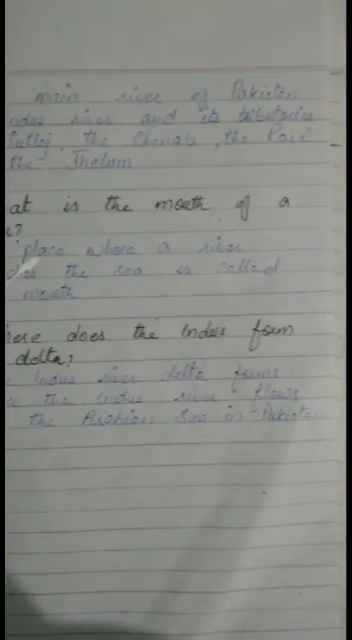 main river of Pakistan
ndus river and its tributaries
Sutlej, the Chenab, the Ravi
the Jhelum
at is the mouth of a
place where a river
the sea is called
mouth
here does the Indus form
delta?
Indus river delta forms
the indus river flows
the Arabian Sea in Pakistan